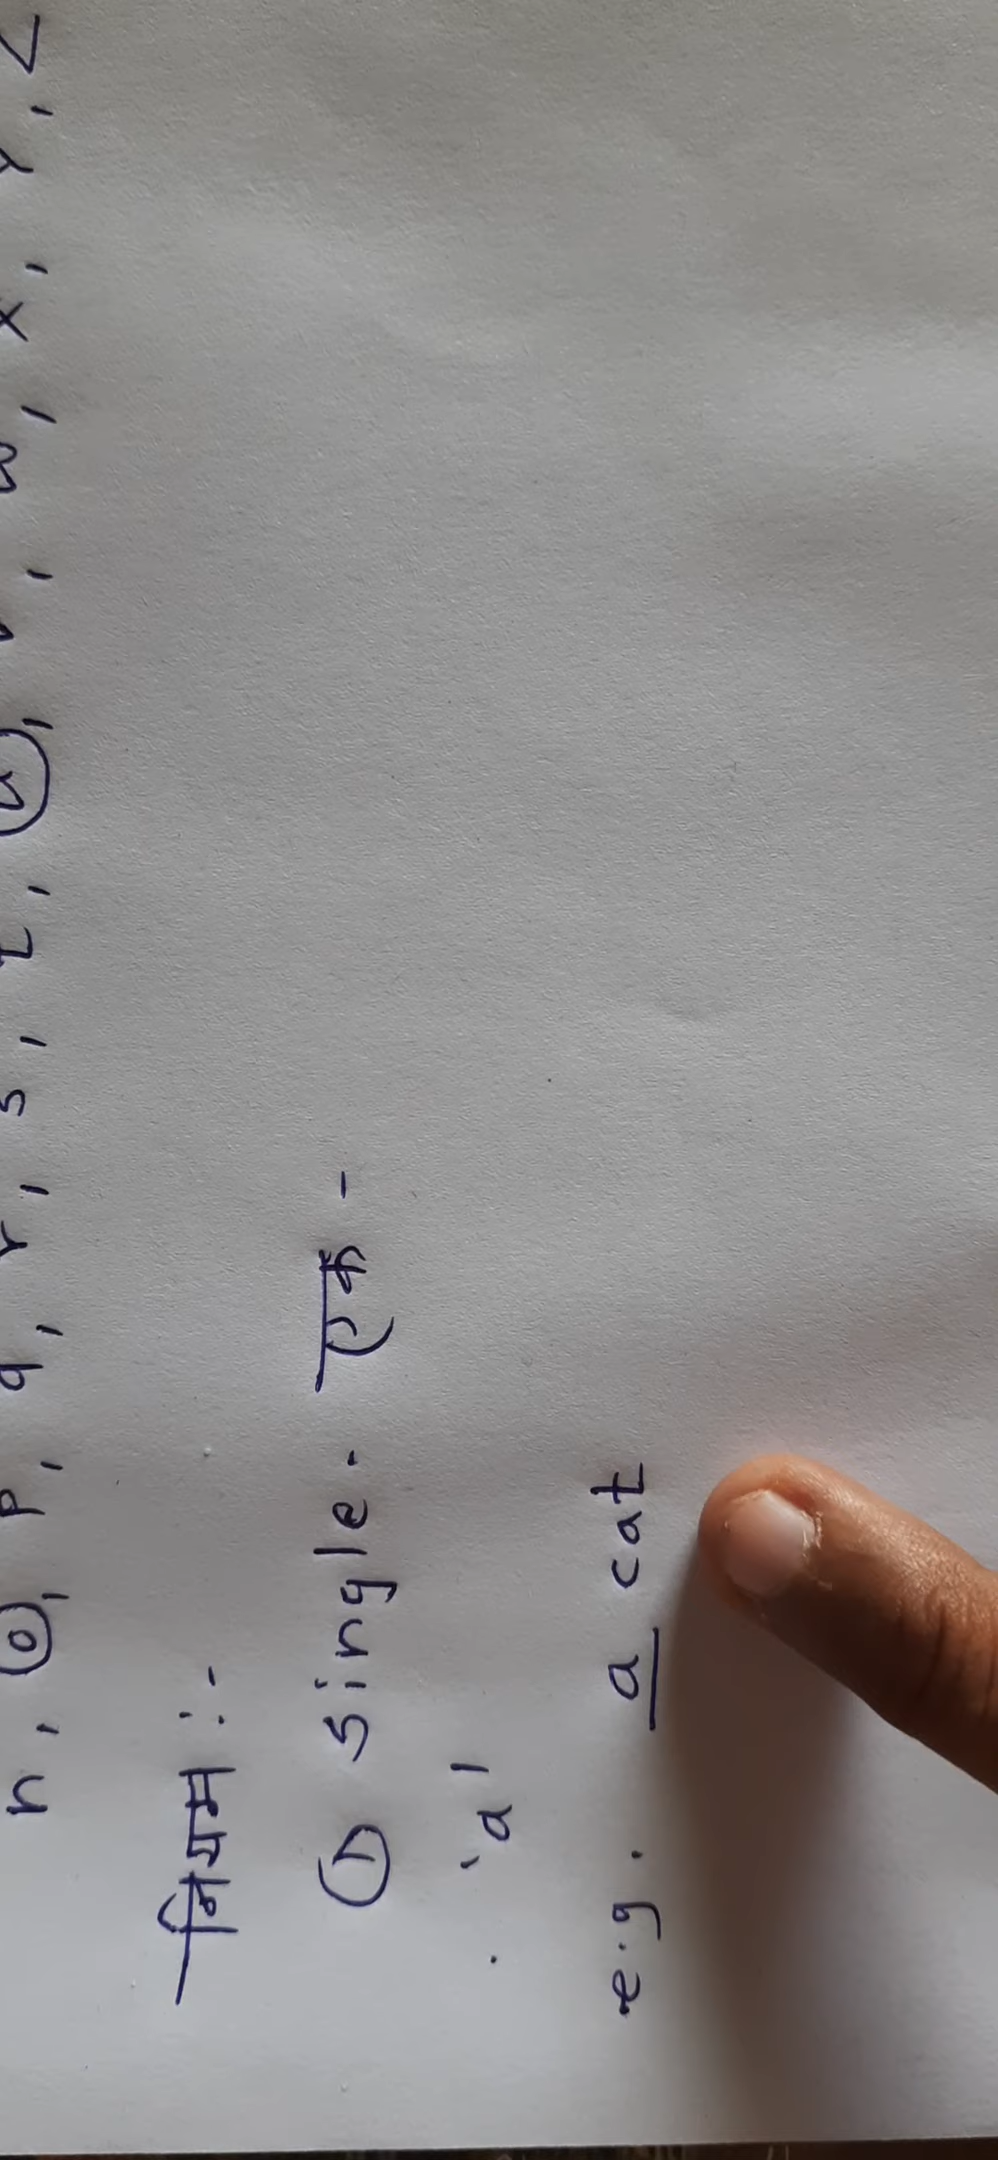 n, o, p, q, r, s, t, u, v, w, x, y, z
नियम :-
① single. एक -
. 'a'
e.g. a cat